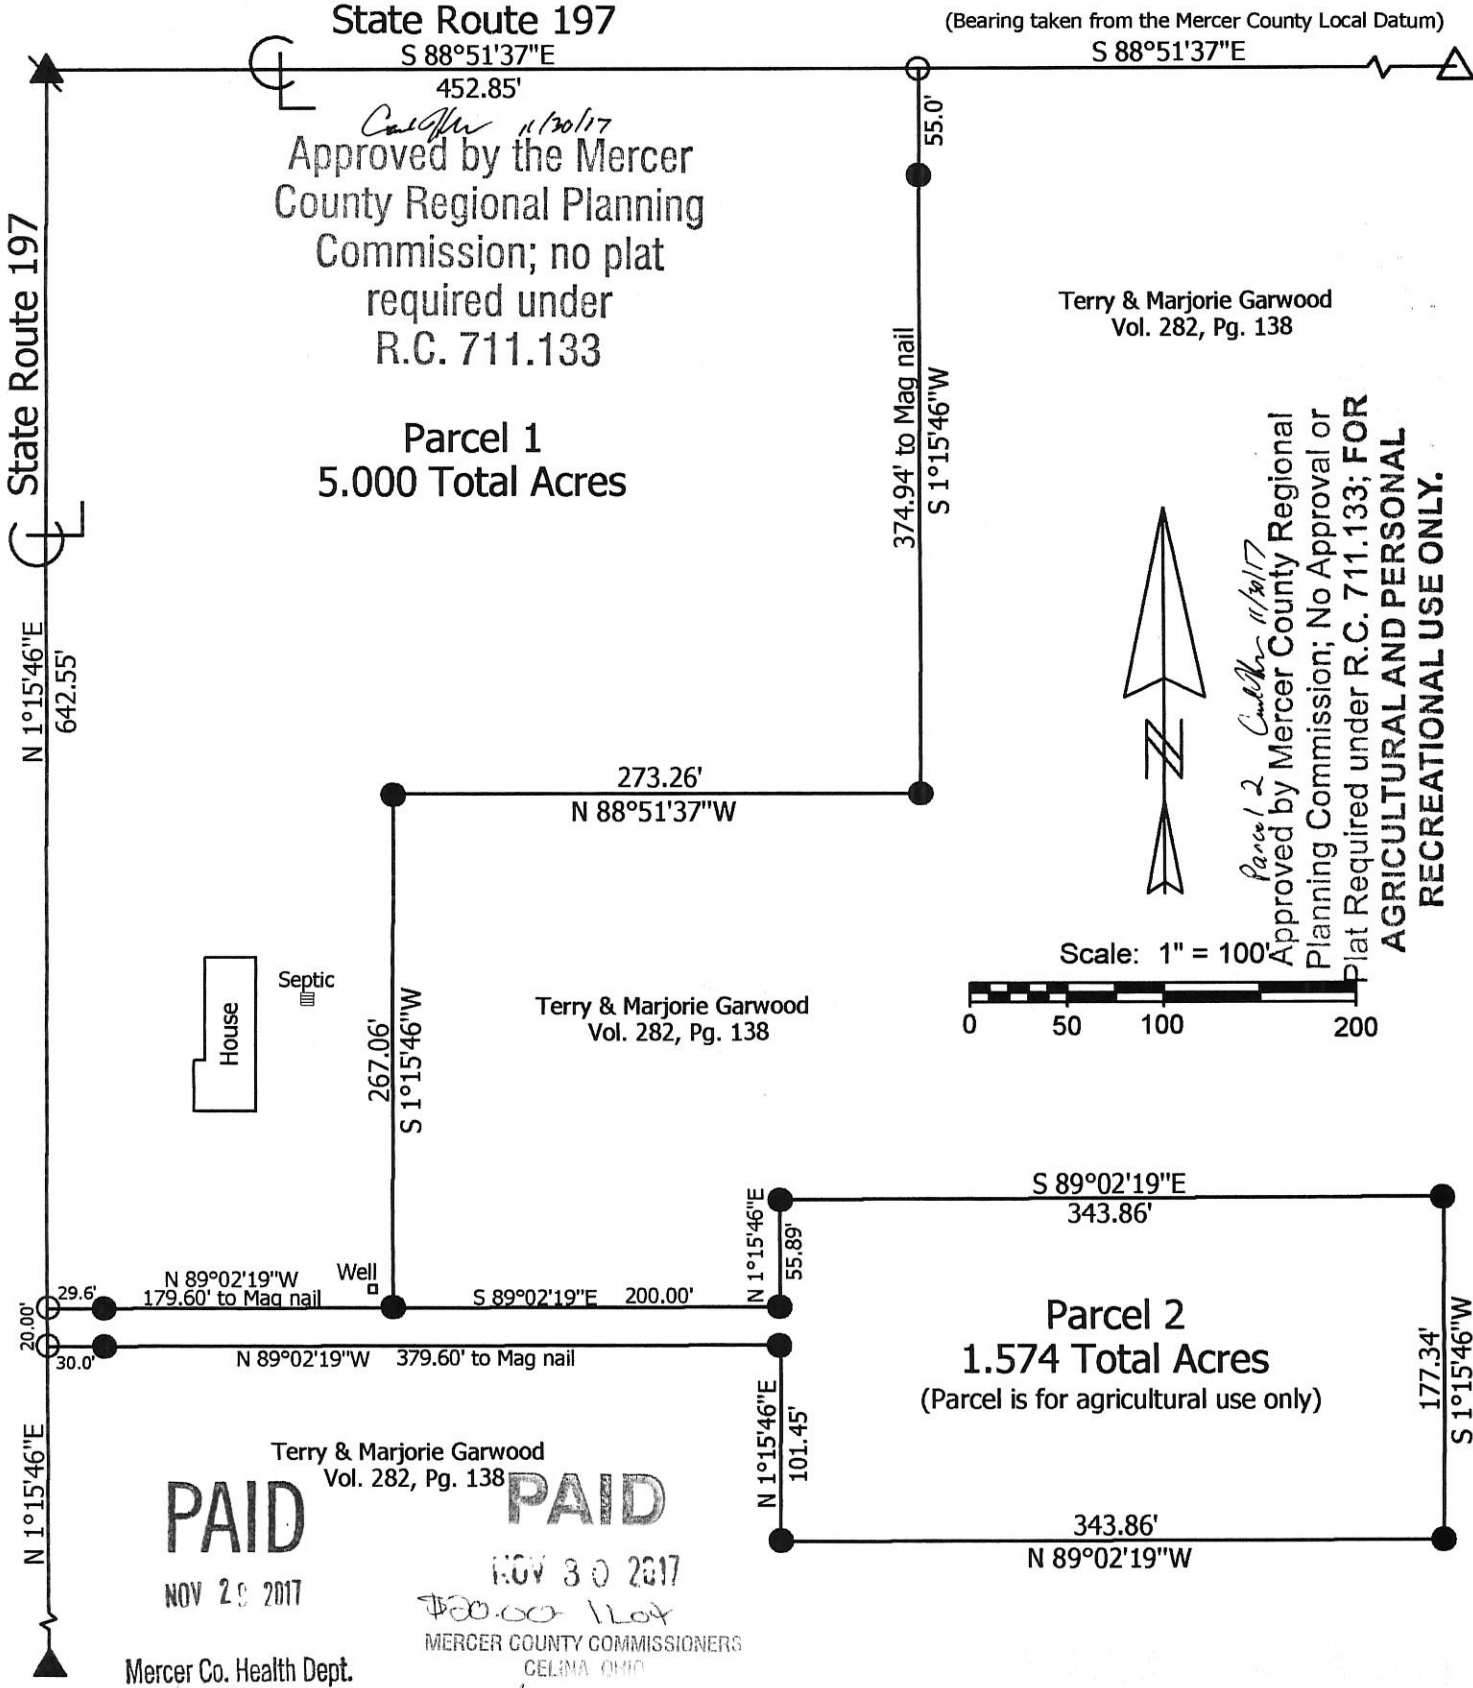 State Route 197
(Bearing taken from the Mercer County Local Datum)
S 88°51'37"E
452.85'
S 88°51'37"E
CL
11/30/17
Approved by the Mercer
County Regional Planning
Commission; no plat
required under
R.C. 711.133
55.0'
State Route 197
CL
N 1°15'46"E
642.55'
Parcel 1
5.000 Total Acres
374.94' to Mag nail
S 1°15'46"W
Terry & Marjorie Garwood
Vol. 282, Pg. 138
Parcel 2 11/30/17
Approved by Mercer County Regional
Planning Commission; No Approval or
Plat Required under R.C. 711.133; FOR
AGRICULTURAL AND PERSONAL
RECREATIONAL USE ONLY.
N
273.26'
N 88°51'37"W
Scale: 1" = 100'
0 50 100 200
House
Septic
267.06'
S 1°15'46"W
Terry & Marjorie Garwood
Vol. 282, Pg. 138
S 89°02'19"E
343.86'
N 1°15'46"E
55.89'
Well
N 89°02'19"W
29.6' 179.60' to Mag nail
S 89°02'19"E 200.00'
20.00'
30.0'
N 89°02'19"W 379.60' to Mag nail
Parcel 2
1.574 Total Acres
(Parcel is for agricultural use only)
177.34'
S 1°15'46"W
N 1°15'46"E
101.45'
343.86'
N 89°02'19"W
N 1°15'46"E
Terry & Marjorie Garwood
Vol. 282, Pg. 138
PAID
NOV 29 2017
Mercer Co. Health Dept.
PAID
NOV 30 2017
$20.00 1 Lot
MERCER COUNTY COMMISSIONERS
CELINA OHIO